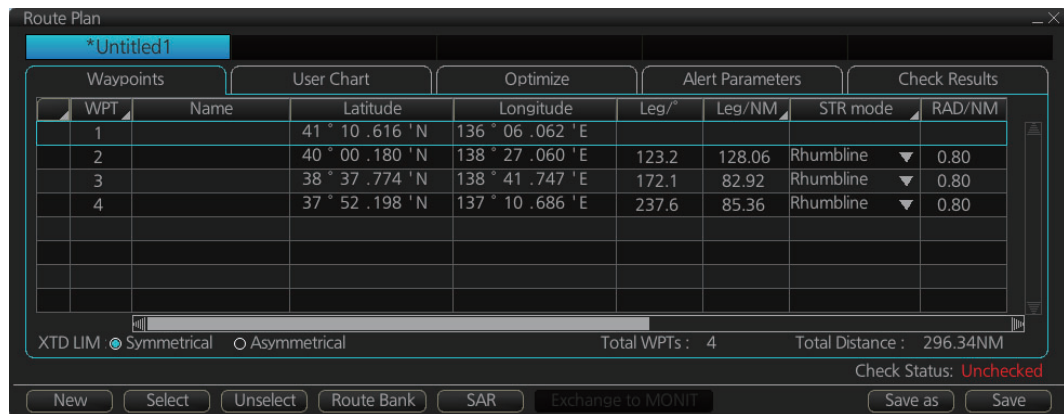 Route Plan
*Untitled1
Waypoints User Chart Optimize Alert Parameters Check Results
WPT Name Latitude Longitude Leg/° Leg/NM STR mode RAD/NM
1 41 ° 10 .616 'N 136 ° 06 .062 'E
2 40 ° 00 .180 'N 138 ° 27 .060 'E 123.2 128.06 Rhumbline 0.80
3 38 ° 37 .774 'N 138 ° 41 .747 'E 172.1 82.92 Rhumbline 0.80
4 37 ° 52 .198 'N 137 ° 10 .686 'E 237.6 85.36 Rhumbline 0.80
XTD LIM : Symmetrical Asymmetrical Total WPTs : 4 Total Distance : 296.34NM
Check Status: Unchecked
New Select Unselect Route Bank SAR Exchange to MONIT Save as Save